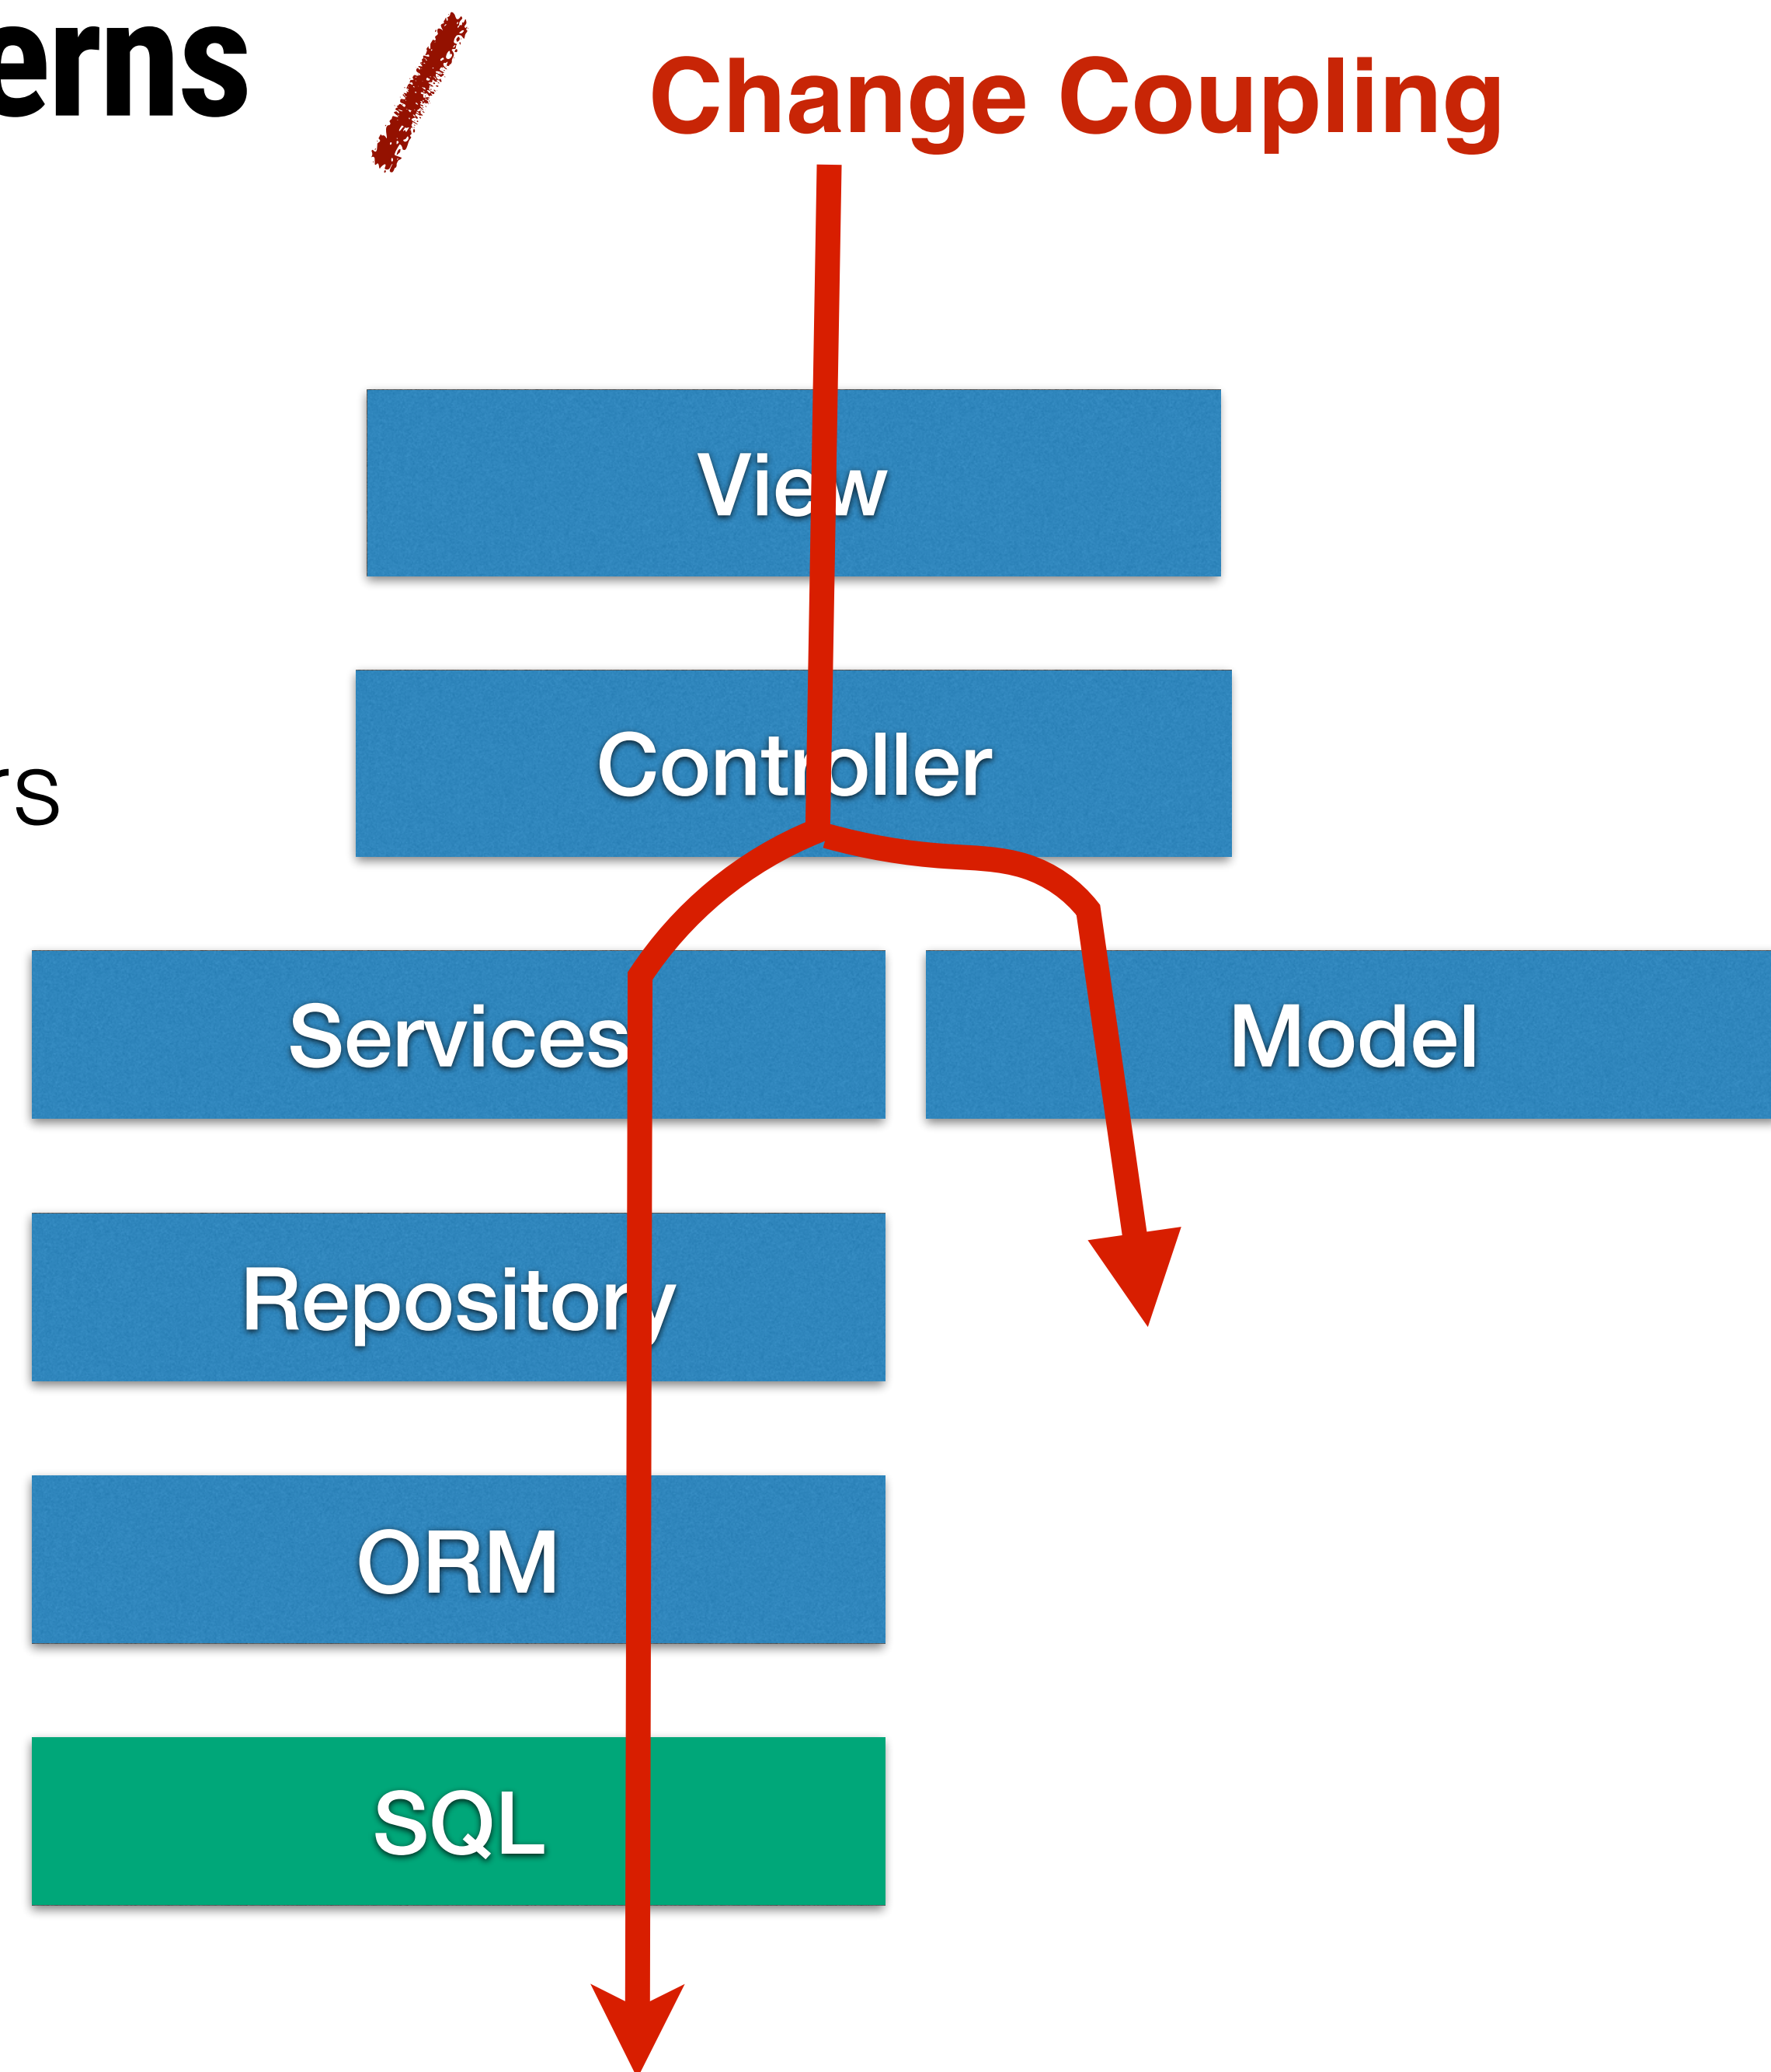 erns
Change Coupling
View
Controller
rs
Services
Model
Repository
ORM
SQL